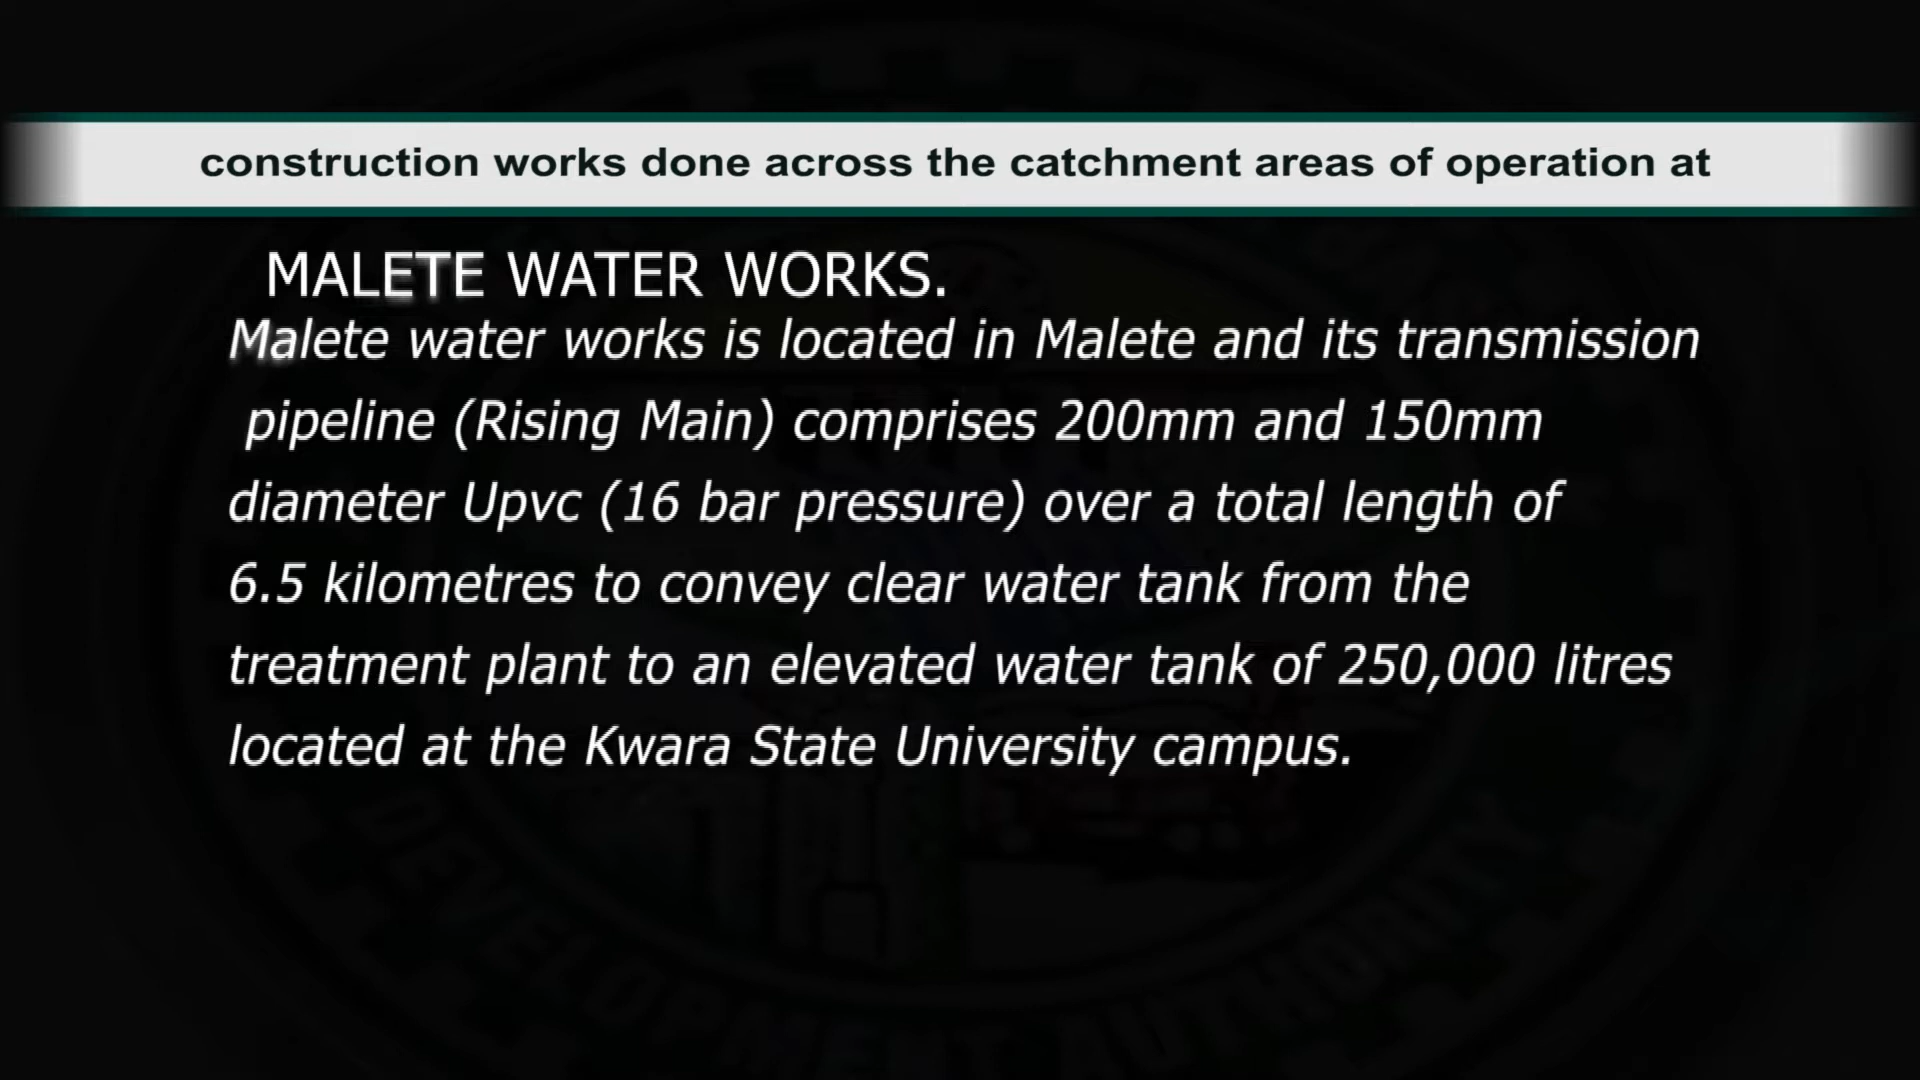 construction works done across the catchment areas of operation at
MALETE WATER WORKS.
Malete water works is located in Malete and its transmission
pipeline (Rising Main) comprises 200mm and 150mm
diameter Upvc (16 bar pressure) over a total length of
6.5 kilometres to convey clear water tank from the
treatment plant to an elevated water tank of 250,000 litres
located at the Kwara State University campus.
DEVELOPMENT AUTHORITY